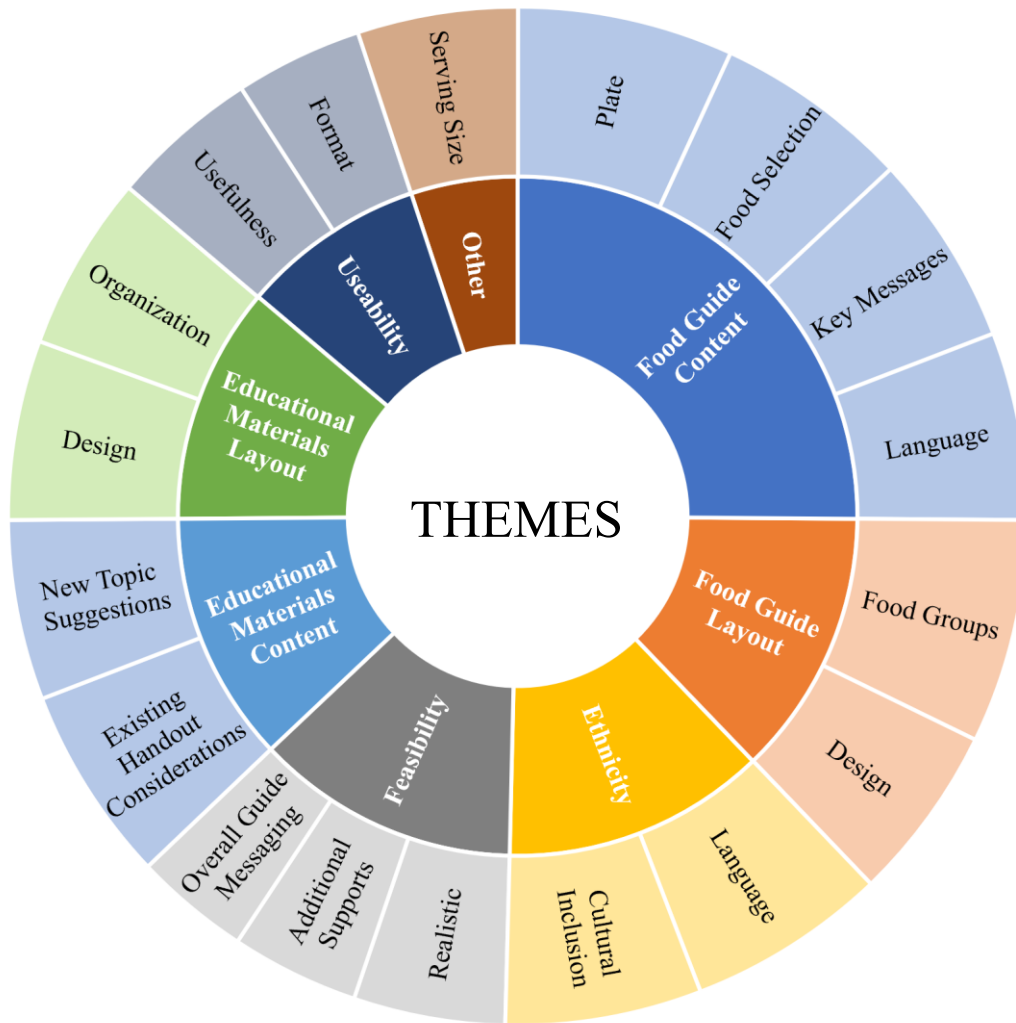 THEMES
Food Guide
Content
Plate
Food Selection
Key Messages
Language
Food Guide
Layout
Food Groups
Design
Ethnicity
Language
Cultural
Inclusion
Feasibility
Realistic
Additional
Supports
Overall Guide
Messaging
Educational
Materials
Content
Existing
Handout
Considerations
New Topic
Suggestions
Educational
Materials
Layout
Design
Organization
Useability
Usefulness
Format
Other
Serving Size